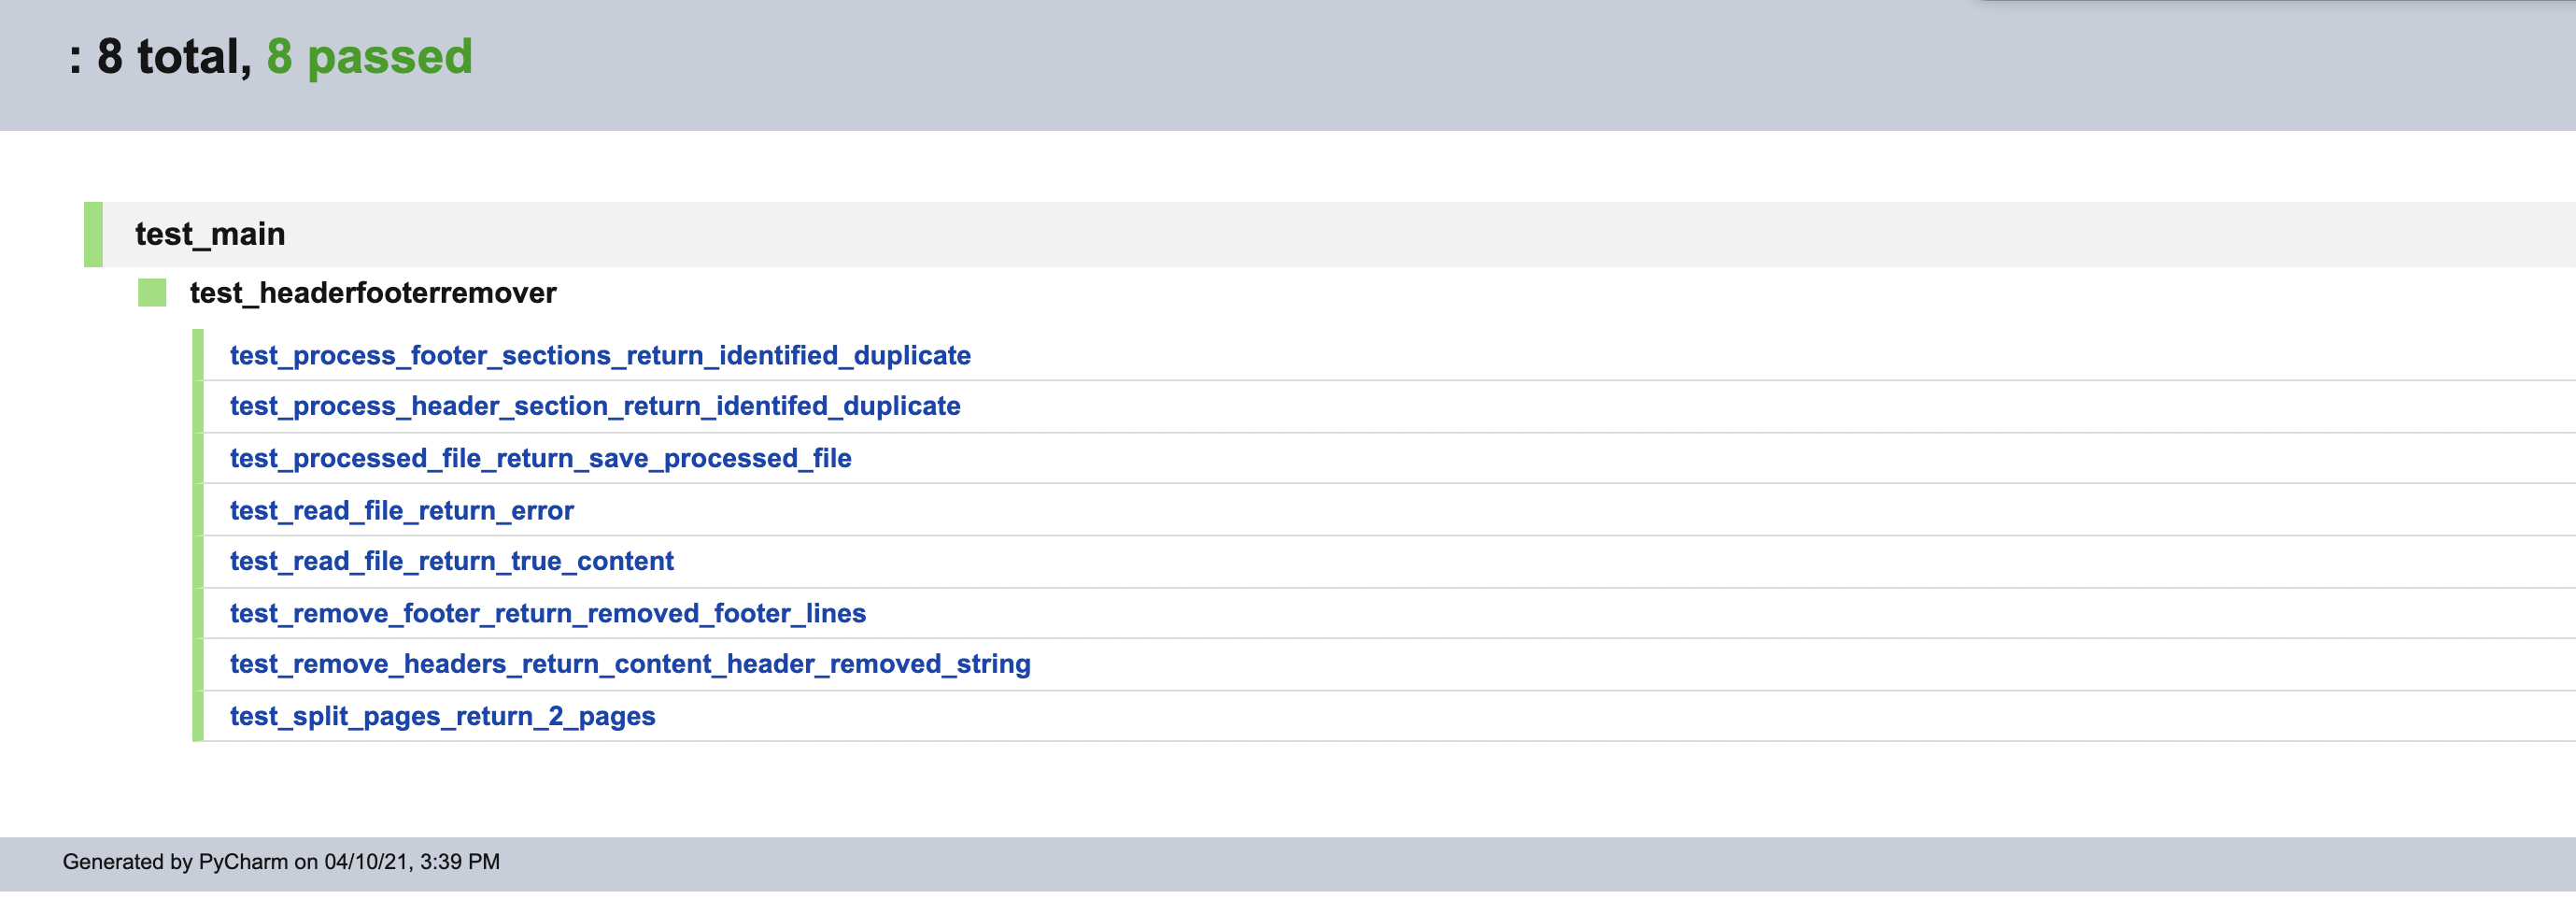 : 8 total, 8 passed
test_main
test_headerfooterremover
test_process_footer_sections_return_identified_duplicate
test_process_header_section_return_identifed_duplicate
test_processed_file_return_save_processed_file
test_read_file_return_error
test_read_file_return_true_content
test_remove_footer_return_removed_footer_lines
test_remove_headers_return_content_header_removed_string
test_split_pages_return_2_pages
Generated by PyCharm on 04/10/21, 3:39 PM